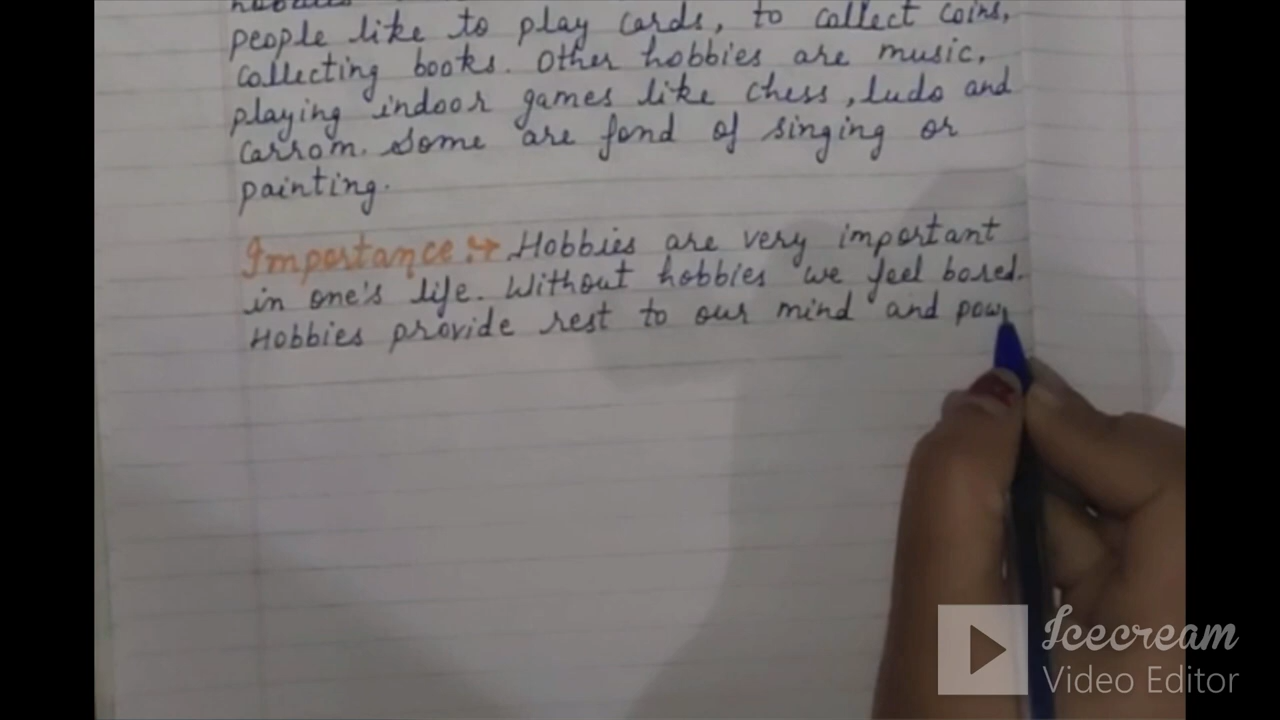 people like to play cards, to collect coins,
collecting books. Other hobbies are music,
playing indoor games like chess, ludo and
carrom. Some are fond of singing or
painting.
Importance :→ Hobbies are very important
in one's life. Without hobbies we feel bored.
Hobbies provide rest to our mind and pow
Icecream
Video Editor